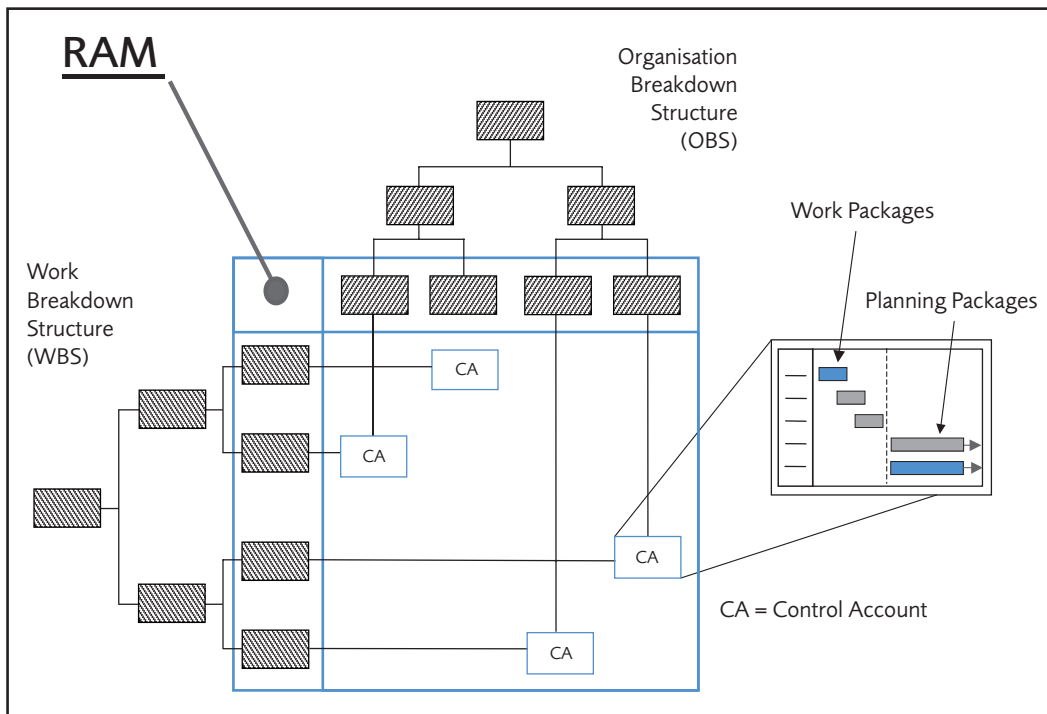 RAM
Organisation
Breakdown
Structure
(OBS)
Work Packages
Planning Packages
Work
Breakdown
Structure
(WBS)
CA
CA
CA
CA = Control Account
CA